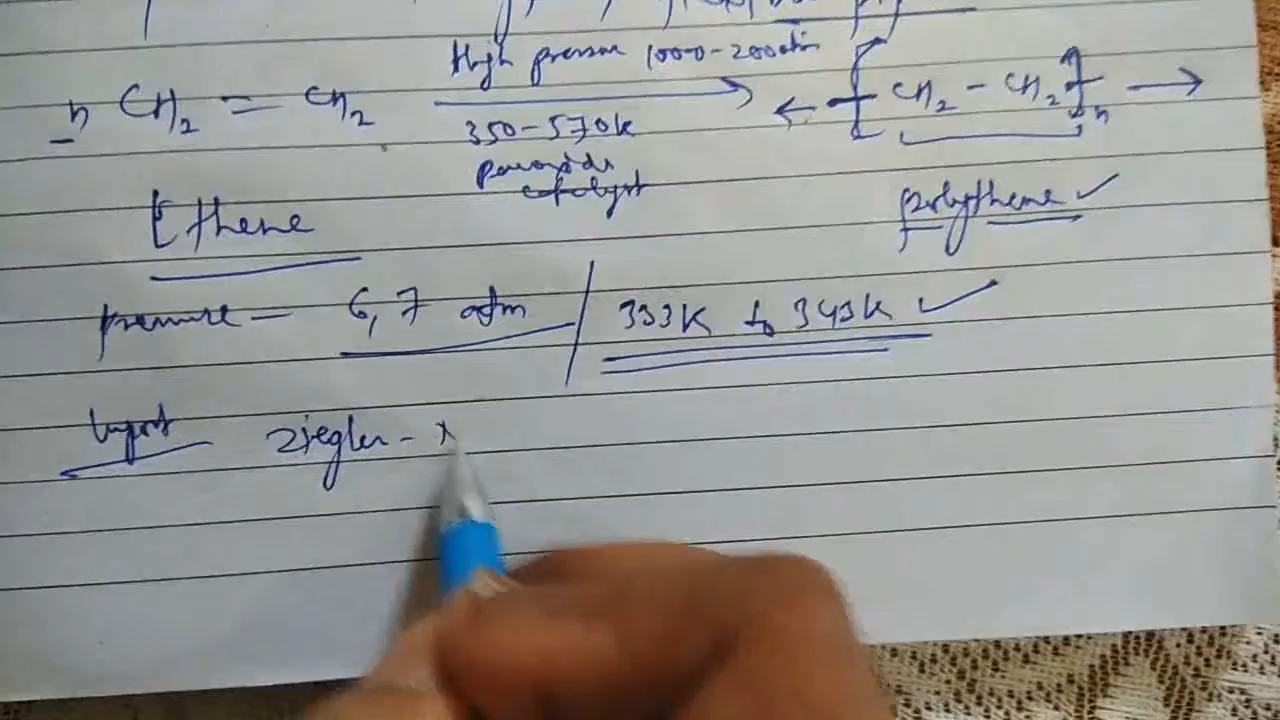 High pressure 1000-2000atm
n CH2 = CH2 → ← [ CH2 - CH2 ]n →
350-570K
peroxide
catalyst
Ethene polythene ✓
pressure - 6, 7 atm / 333K to 343K ✓
Ziegler -